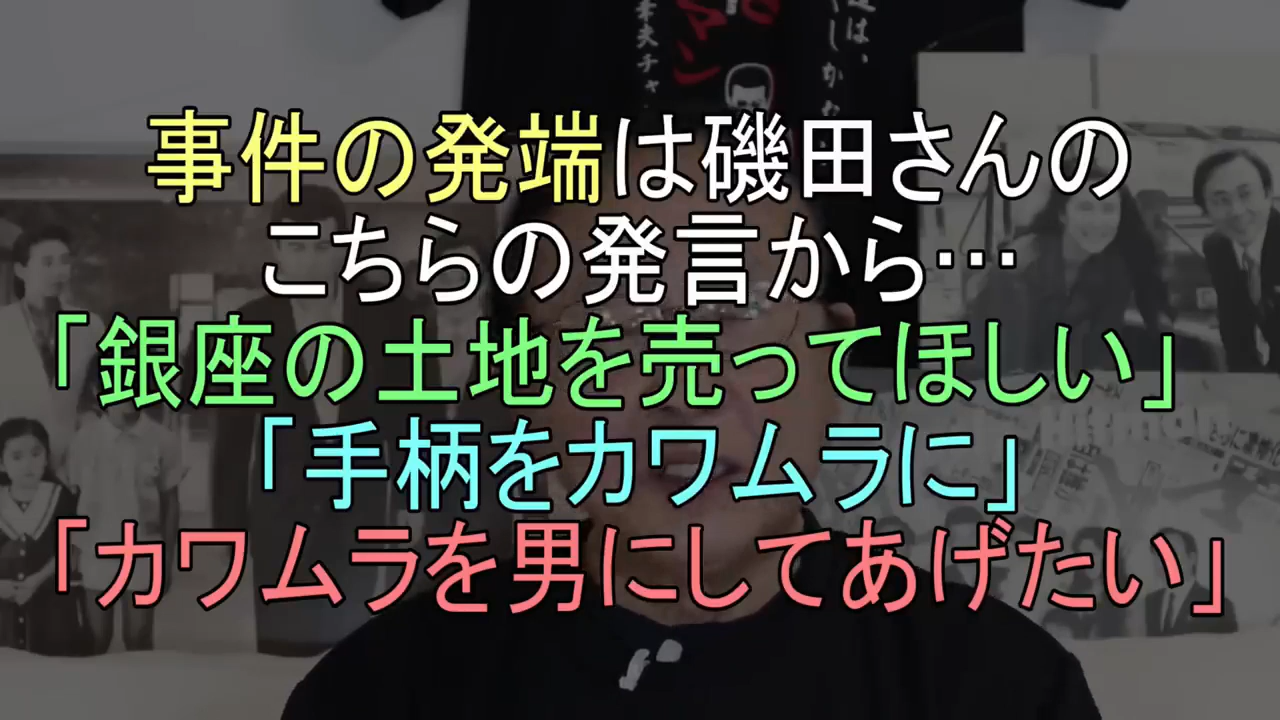 事件の発端は磯田さんの
こちらの発言から…
「銀座の土地を売ってほしい」
「手柄をカワムラに」
「カワムラを男にしてあげたい」